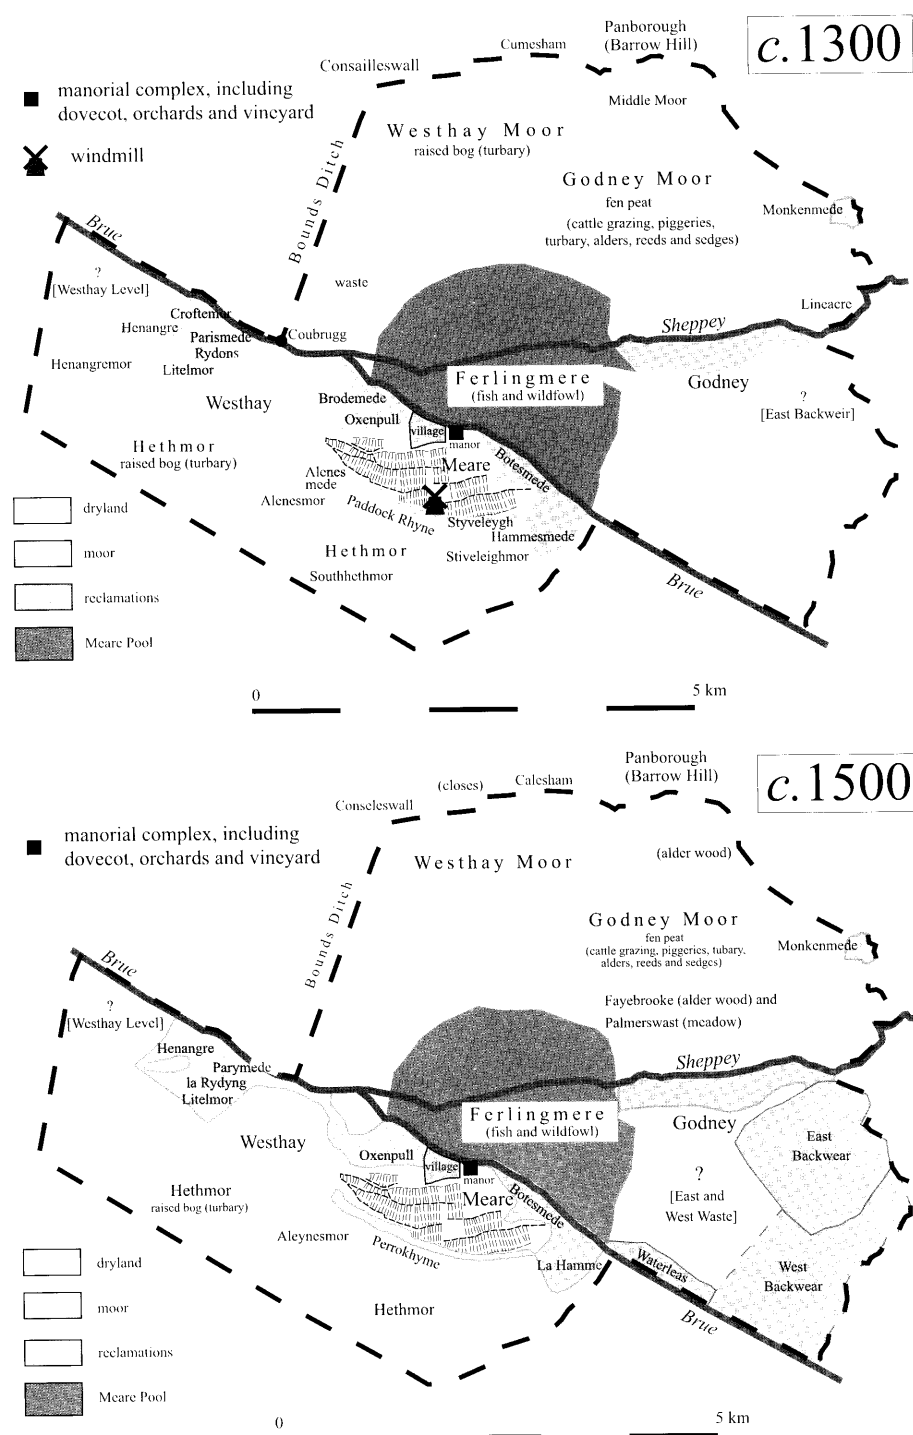 c.1300
Panborough
(Barrow Hill)
Cumesham
Consailleswall
manorial complex, including
dovecot, orchards and vineyard
windmill
Middle Moor
Westhay Moor
raised bog (turbary)
Bounds Ditch
Godney Moor
fen peat
(cattle grazing, piggeries,
turbary, alders, reeds and sedges)
Monkenmede
Brue
?
[Westhay Level]
waste
Lineacre
Croftemor
Henangre
Parismede
Coubrugg
Sheppey
Rydons
Henangremor
Litelmor
Ferlingmere
(fish and wildfowl)
Godney
?
[East Backweir]
Westhay
Brodemede
Oxenpull
village
manor
Hethmor
raised bog (turbary)
Meare
Botesmede
Alenes
mede
Alenesmor
Paddock Rhyne
Styveleygh
Hammesmede
Hethmor
Stiveleighmor
Southhethmor
Brue
dryland
moor
reclamations
Meare Pool
0
5 km
c.1500
Panborough
(Barrow Hill)
(closes)
Calesham
Conseleswall
manorial complex, including
dovecot, orchards and vineyard
Westhay Moor
(alder wood)
Bounds Ditch
Godney Moor
fen peat
(cattle grazing, piggeries, tubary,
alders, reeds and sedges)
Monkenmede
Brue
?
[Westhay Level]
Fayebrooke (alder wood) and
Palmerswast (meadow)
Henangre
Parymede
la Rydyng
Litelmor
Sheppey
Ferlingmere
(fish and wildfowl)
Godney
East
Backwear
Westhay
Oxenpull
village
manor
?
[East and
West Waste]
Hethmor
raised bog (turbary)
Meare
Botesmede
Aleynesmor
Perrokhyme
La Hamme
Waterleas
West
Backwear
Hethmor
Brue
dryland
moor
reclamations
Meare Pool
0
5 km